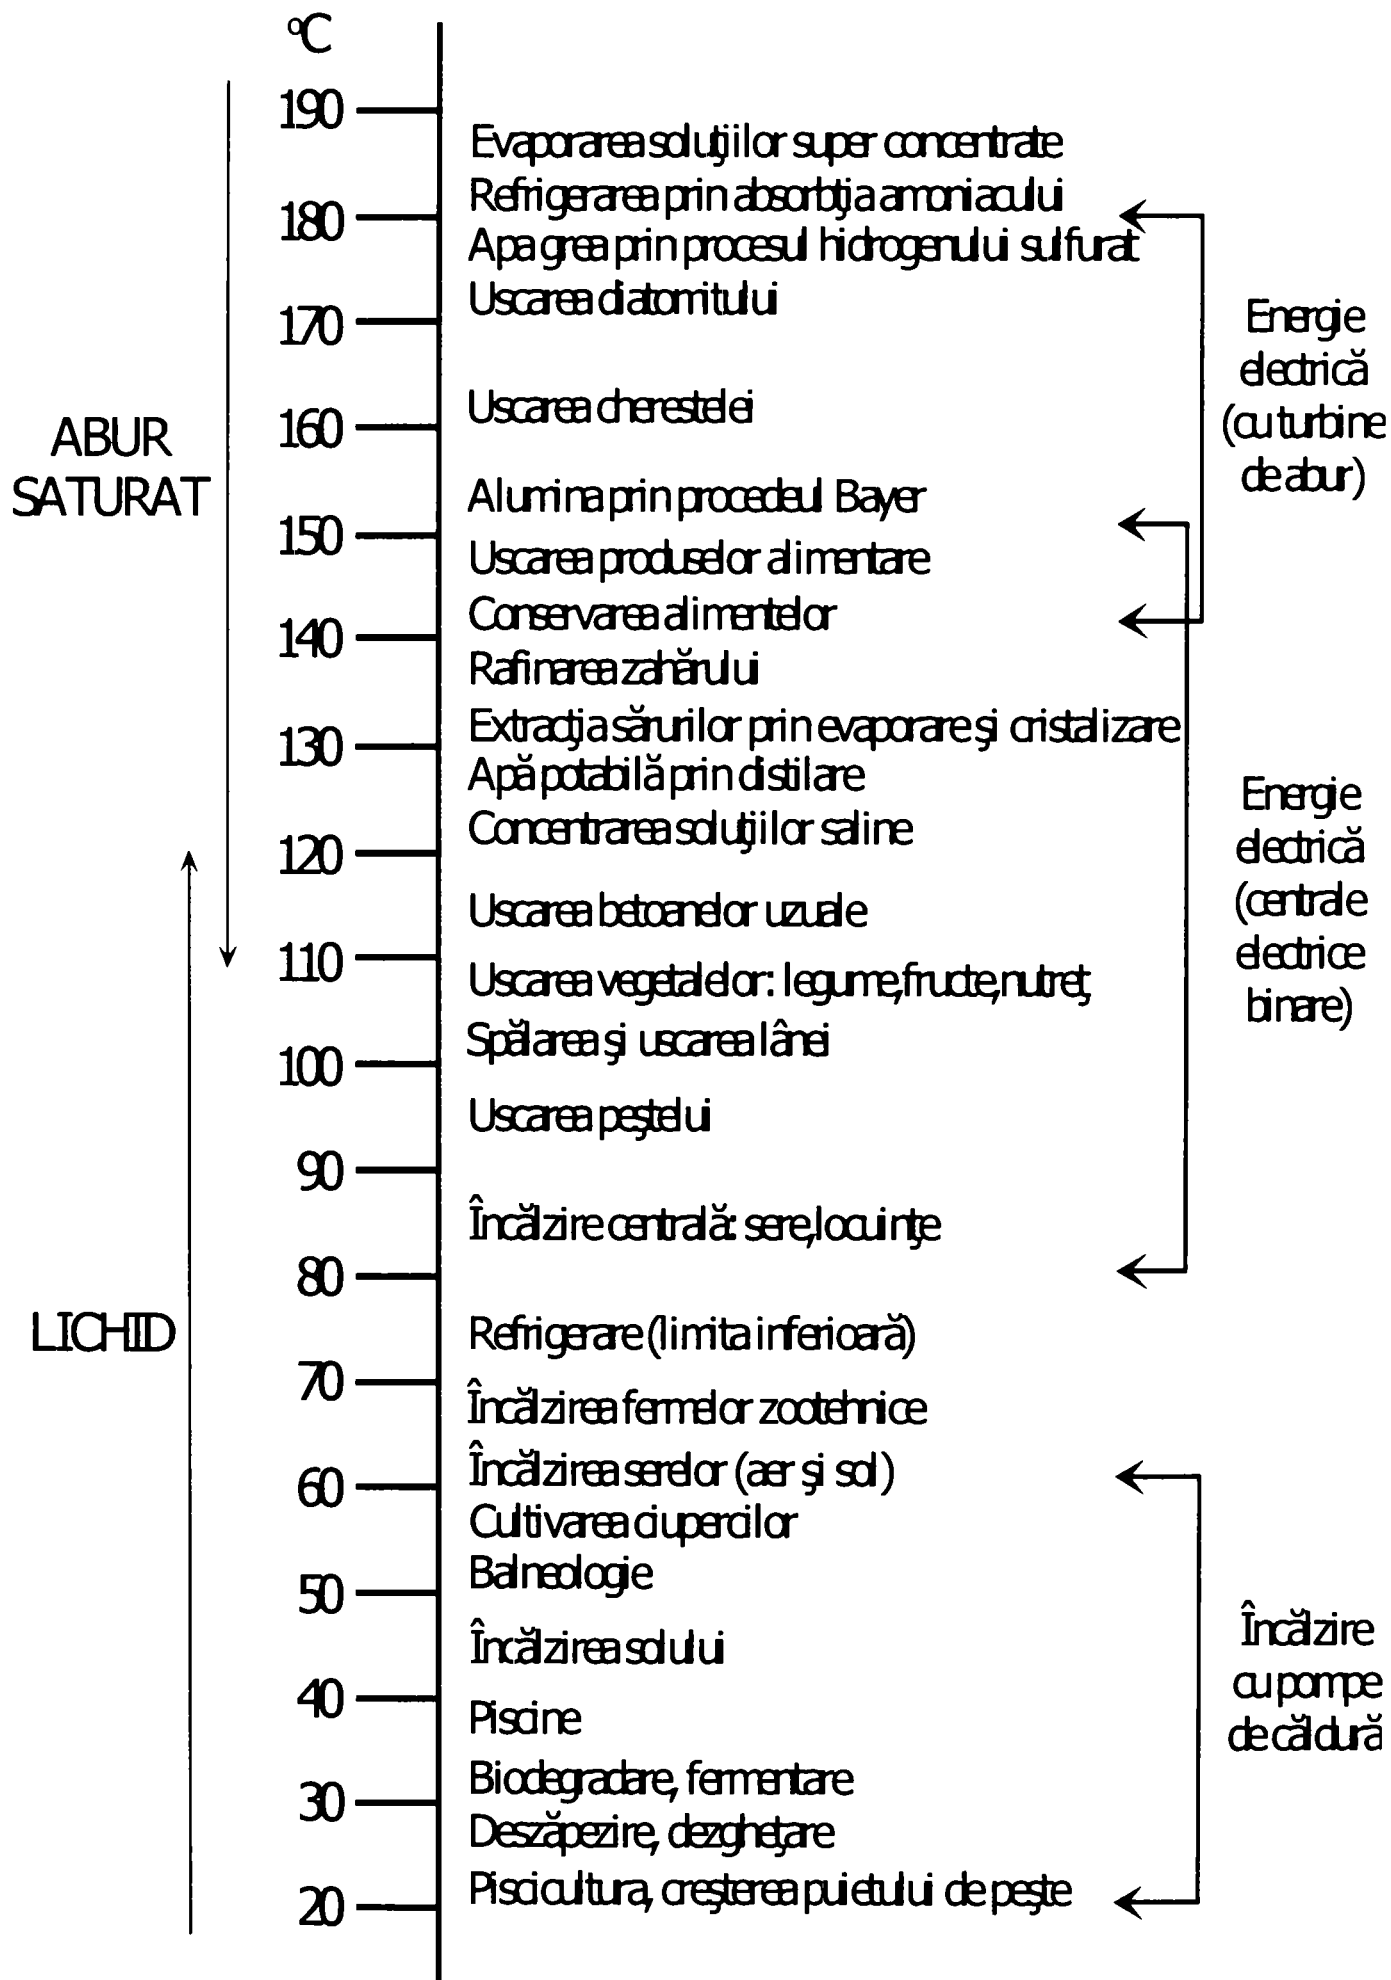 °C
190
Evaporarea soluţiilor super concentrate
Refrigerarea prin absorbţia amoniacului
180
Apa grea prin procesul hidrogenului sulfurat
Uscarea diatomitului
170
Energie
electrică
(cu turbine
de abur)
Uscarea cherestelei
160
ABUR
SATURAT
Alumina prin procedeul Bayer
150
Uscarea produselor alimentare
Conservarea alimentelor
140
Rafinarea zahărului
Extracţia sărurilor prin evaporare şi cristalizare
130
Apă potabilă prin distilare
Concentrarea soluţiilor saline
120
Energie
electrică
(centrale
electrice
binare)
Uscarea betoanelor uzuale
110
Uscarea vegetalelor: legume,fructe,nutreţ
Spălarea şi uscarea lânei
100
Uscarea peştelui
90
Încălzire centrală: sere,locuinţe
80
LICHID
Refrigerare (limita inferioară)
70
Încălzirea fermelor zootehnice
Încălzirea serelor (aer şi sol)
60
Cultivarea ciupercilor
Balneologie
50
Încălzirea solului
Încălzire
cu pompe
de căldură
40
Piscine
Biodegradare, fermentare
30
Deszăpezire, dezgheţare
Piscicultura, creşterea puietului de peşte
20